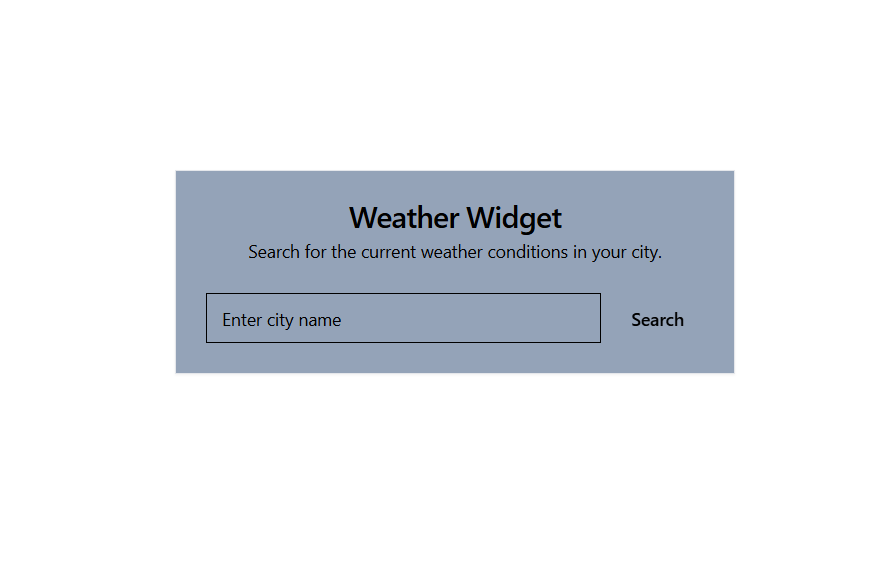 Weather Widget
Search for the current weather conditions in your city.
Enter city name
Search